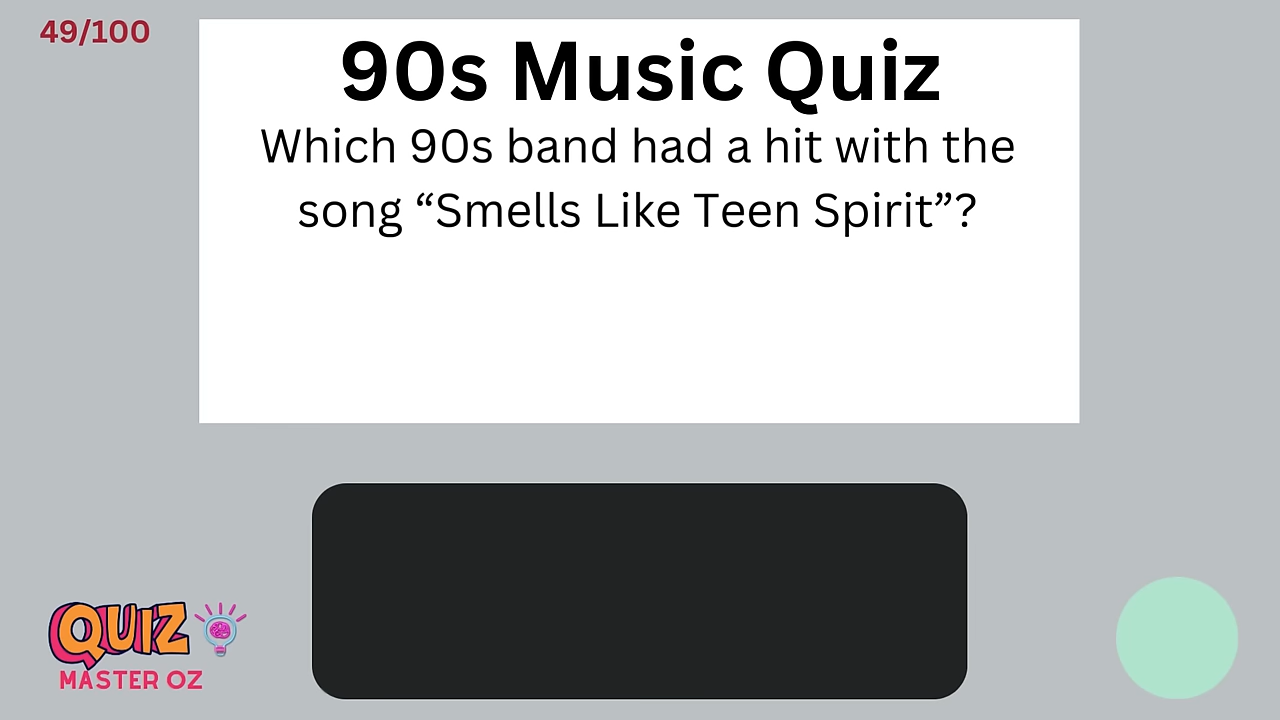 49/100
90s Music Quiz
Which 90s band had a hit with the
song “Smells Like Teen Spirit”?
QUIZ
MASTER OZ